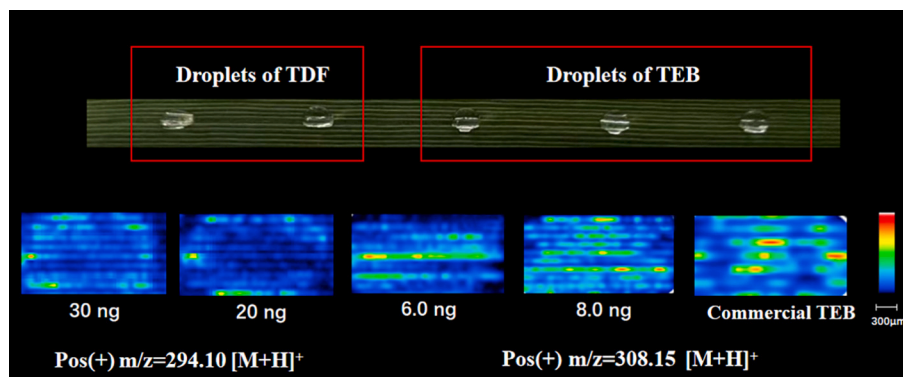 Droplets of TDF
Droplets of TEB
30 ng
20 ng
6.0 ng
8.0 ng
Commercial TEB
300μm
Pos(+) m/z=294.10 [M+H]⁺
Pos(+) m/z=308.15 [M+H]⁺